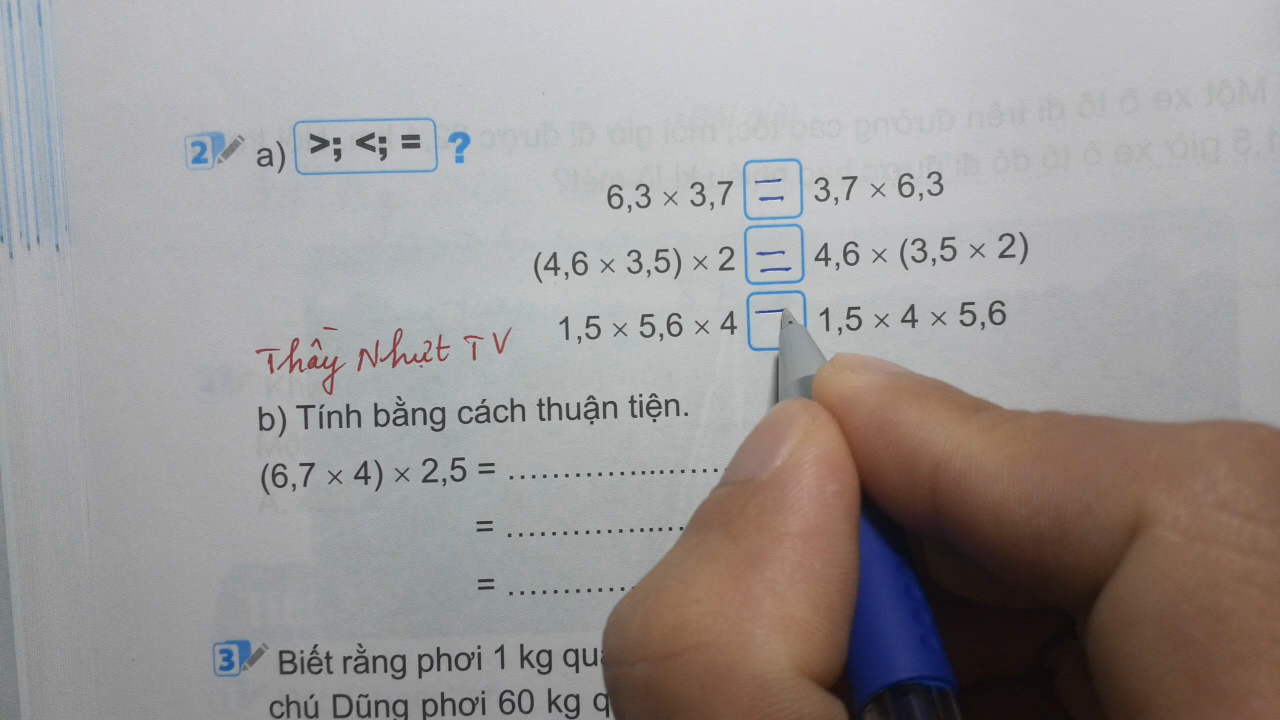 2 a) >; <; = ?
6,3 × 3,7 = 3,7 × 6,3
(4,6 × 3,5) × 2 = 4,6 × (3,5 × 2)
1,5 × 5,6 × 4 1,5 × 4 × 5,6
Thầy Nhựt TV
b) Tính bằng cách thuận tiện.
(6,7 × 4) × 2,5 = ........................
= ........................
= ........................
3 Biết rằng phơi 1 kg
chú Dũng phơi 60 kg